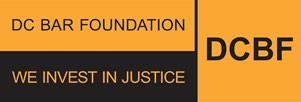 DC BAR FOUNDATION
WE INVEST IN JUSTICE
DCBF